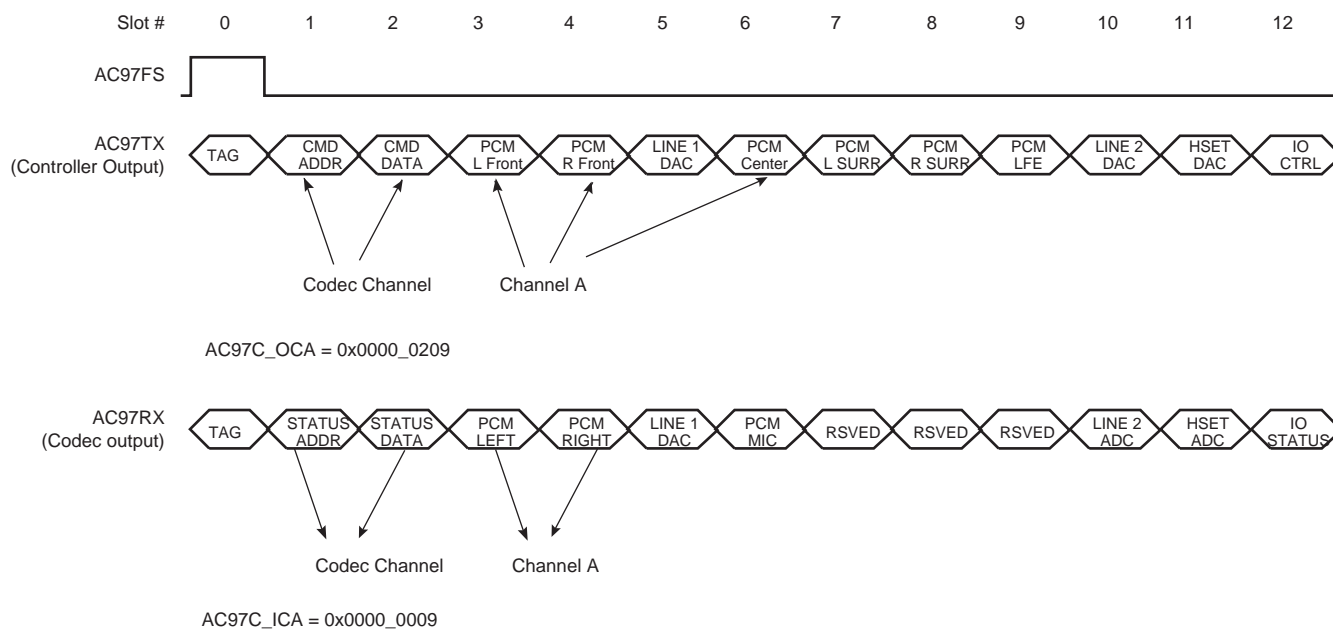 Slot # 0 1 2 3 4 5 6 7 8 9 10 11 12
AC97FS
AC97TX
(Controller Output)
TAG
CMD
ADDR
CMD
DATA
PCM
L Front
PCM
R Front
LINE 1
DAC
PCM
Center
PCM
L SURR
PCM
R SURR
PCM
LFE
LINE 2
DAC
HSET
DAC
IO
CTRL
Codec Channel
Channel A
AC97C_OCA = 0x0000_0209
AC97RX
(Codec output)
TAG
STATUS
ADDR
STATUS
DATA
PCM
LEFT
PCM
RIGHT
LINE 1
DAC
PCM
MIC
RSVED
RSVED
RSVED
LINE 2
ADC
HSET
ADC
IO
STATUS
Codec Channel
Channel A
AC97C_ICA = 0x0000_0009